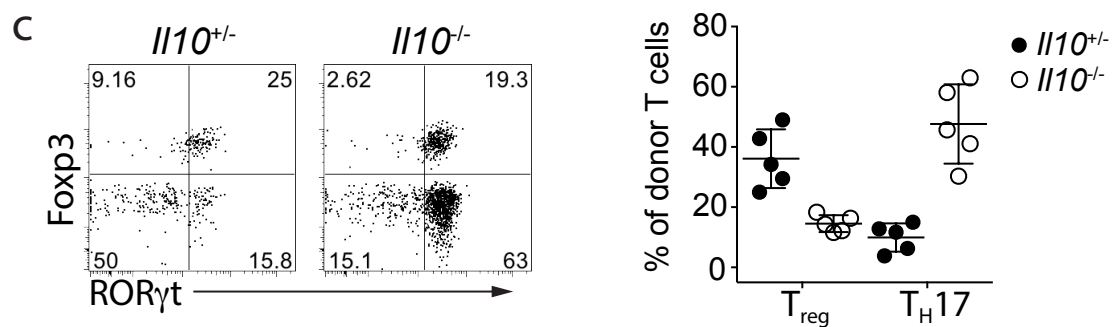 C
Il10+/-
Il10-/-
9.16 25
2.62 19.3
Foxp3
50 15.8
15.1 63
RORγt
% of donor T cells
80
60
40
20
0
Treg TH17
Il10+/-
Il10-/-